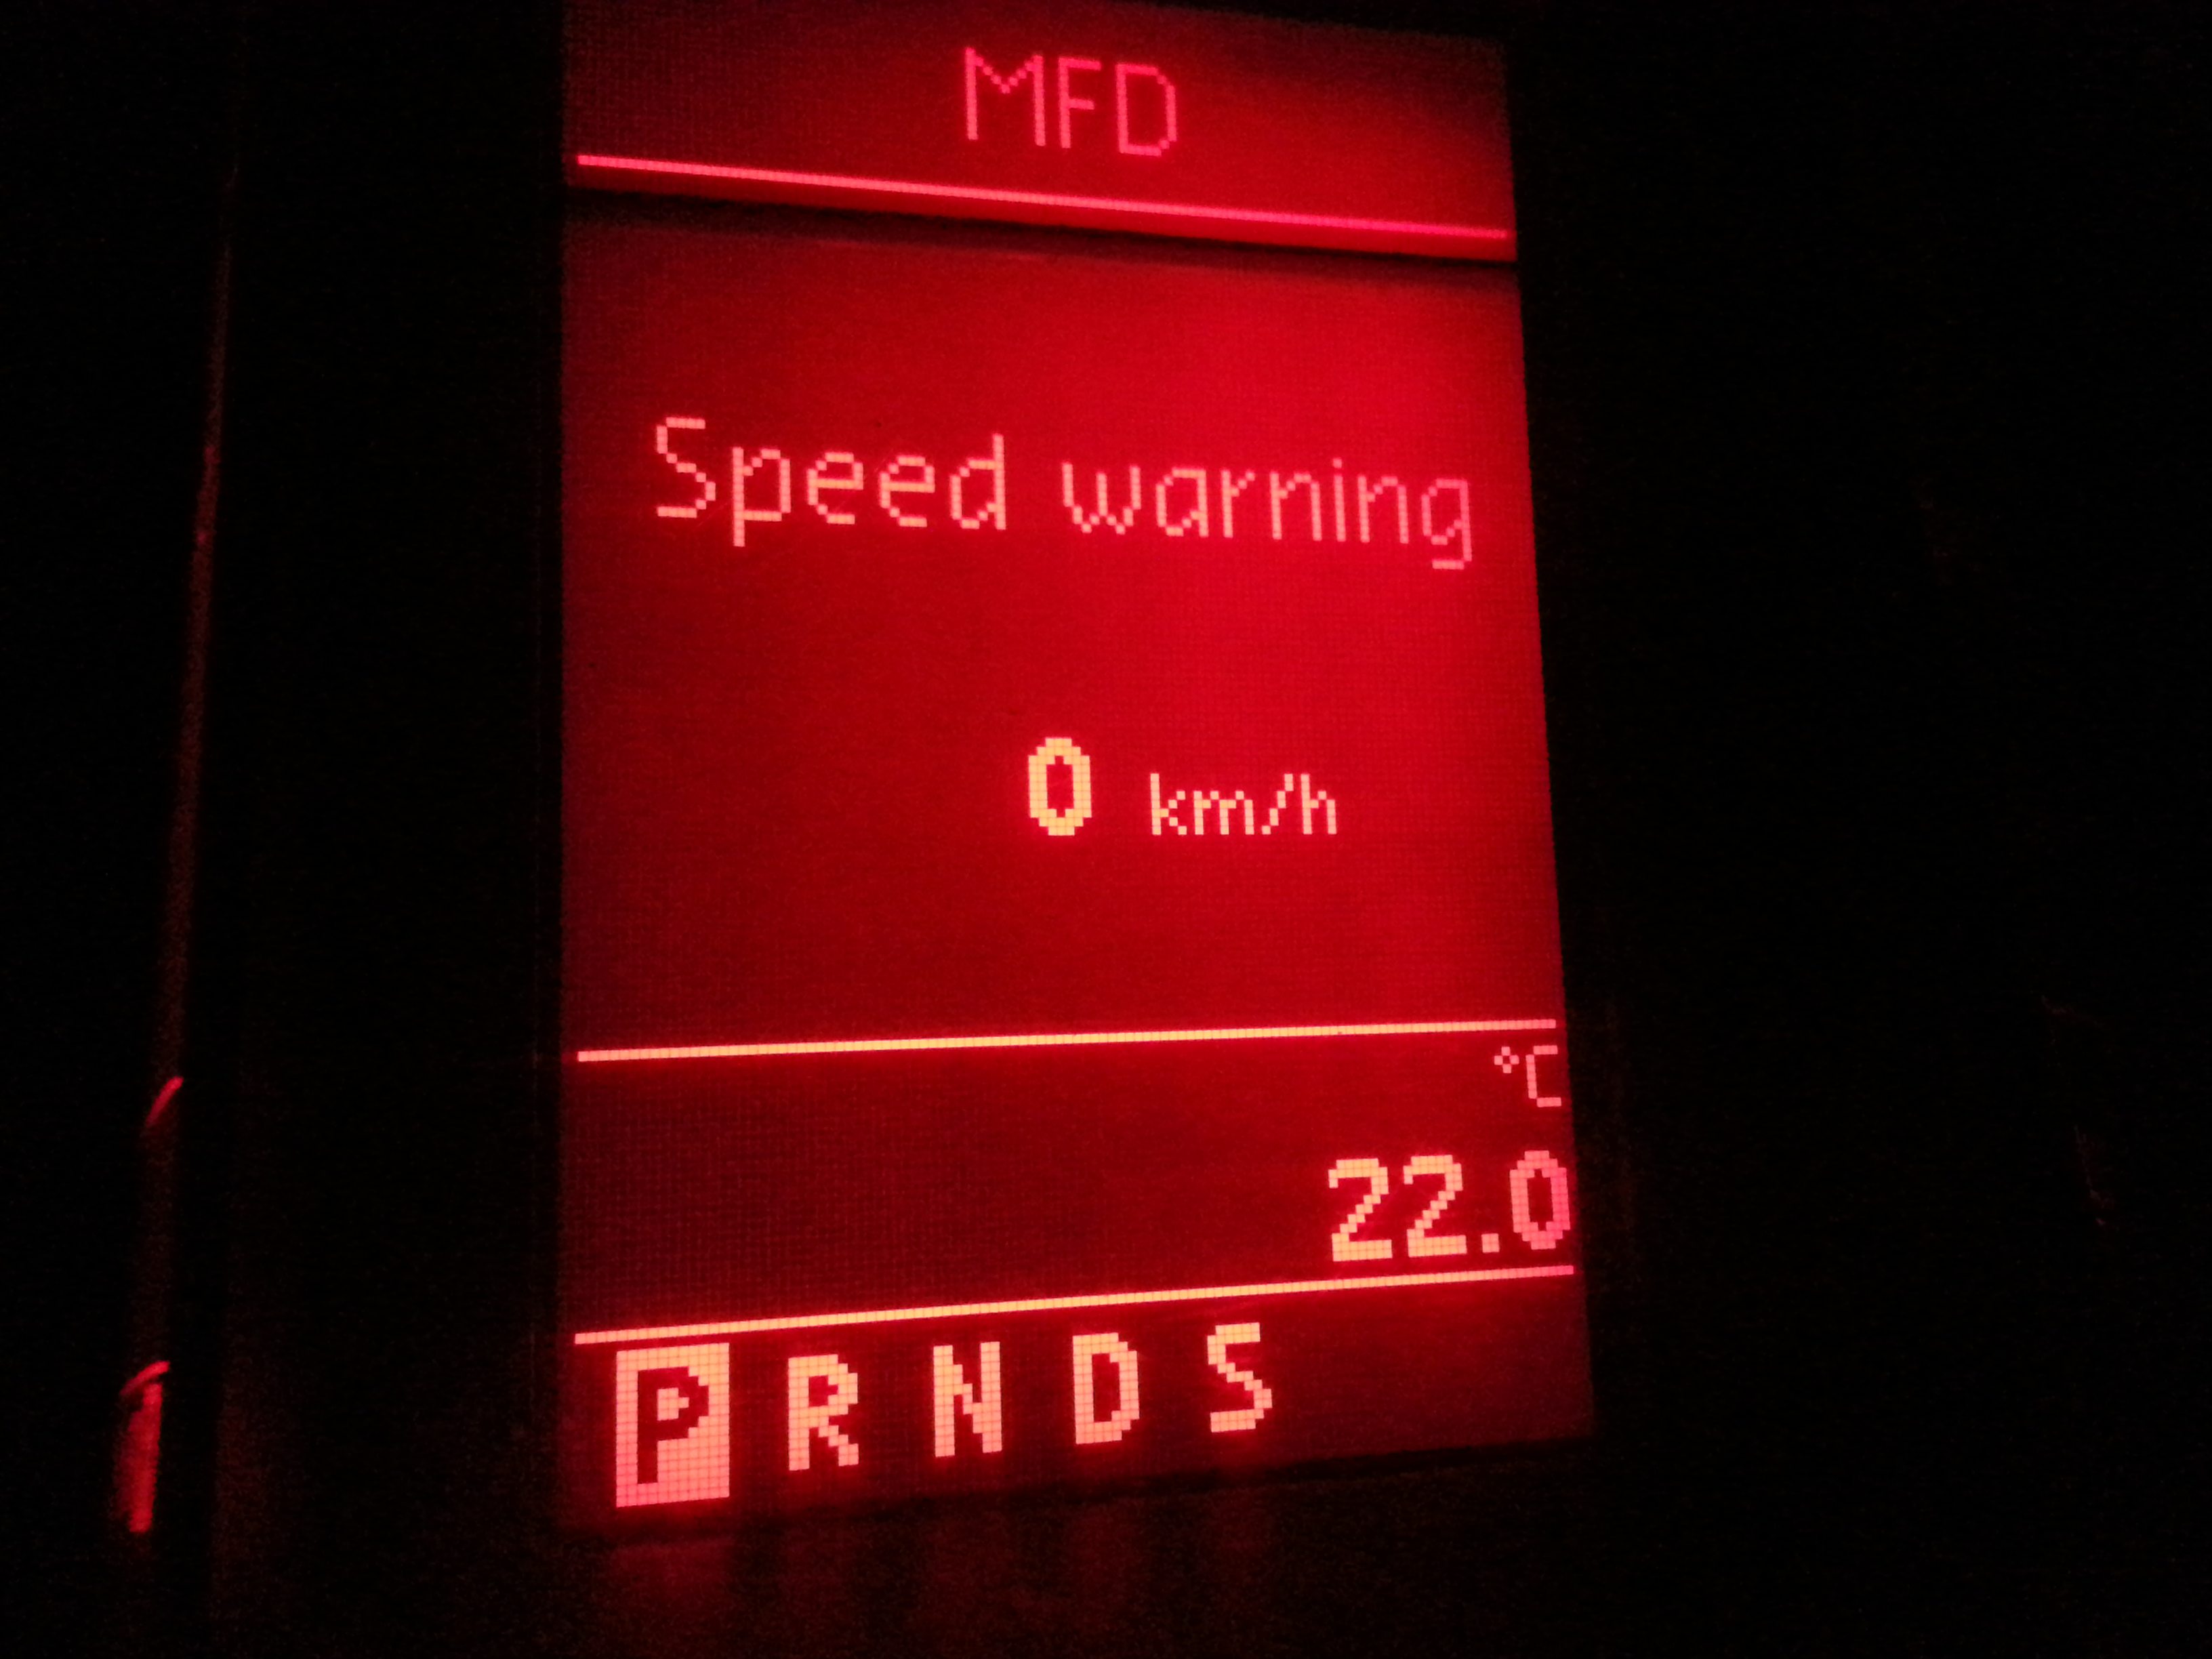 MFD
Speed warning
0 km/h
°C
22.0
P R N D S